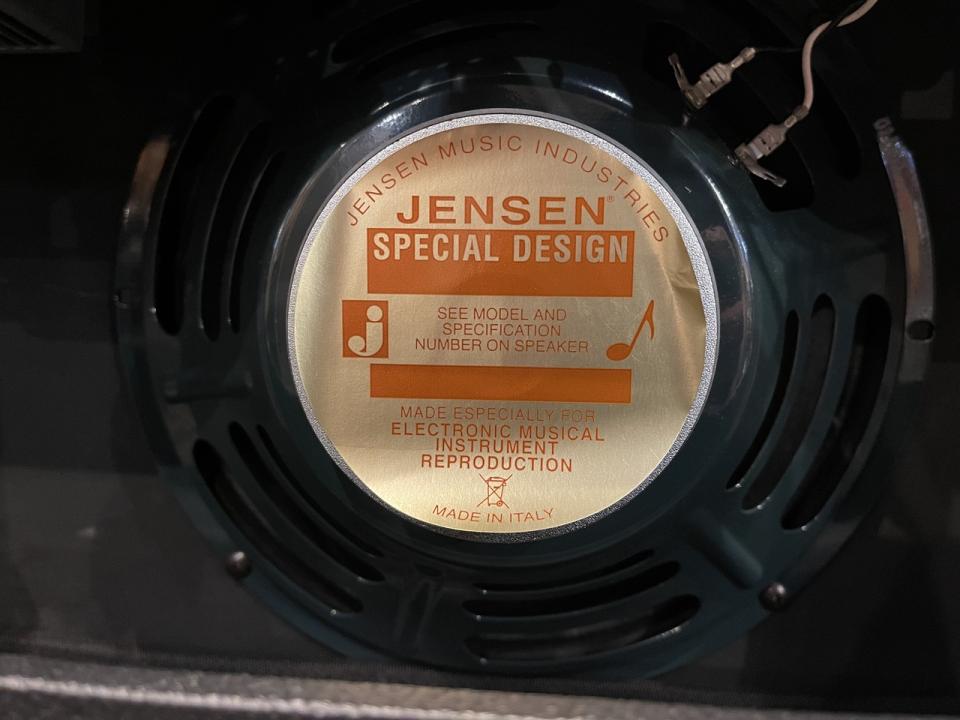 JENSEN MUSIC INDUSTRIES
JENSEN®
SPECIAL DESIGN
j
SEE MODEL AND
SPECIFICATION
NUMBER ON SPEAKER
MADE ESPECIALLY FOR
ELECTRONIC MUSICAL
INSTRUMENT
REPRODUCTION
MADE IN ITALY